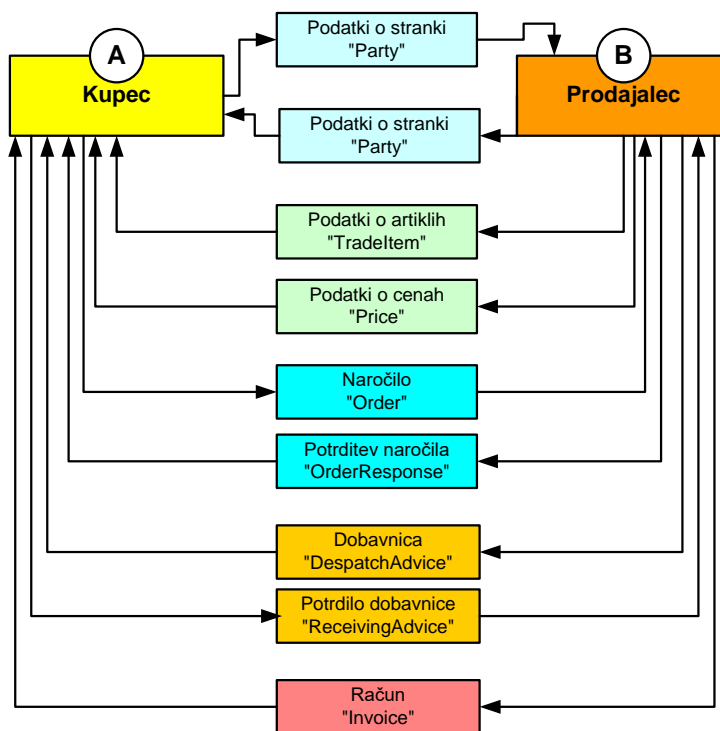 Podatki o stranki
"Party"
A
Kupec
B
Prodajalec
Podatki o stranki
"Party"
Podatki o artiklih
"TradeItem"
Podatki o cenah
"Price"
Naročilo
"Order"
Potrditev naročila
"OrderResponse"
Dobavnica
"DespatchAdvice"
Potrdilo dobavnice
"ReceivingAdvice"
Račun
"Invoice"